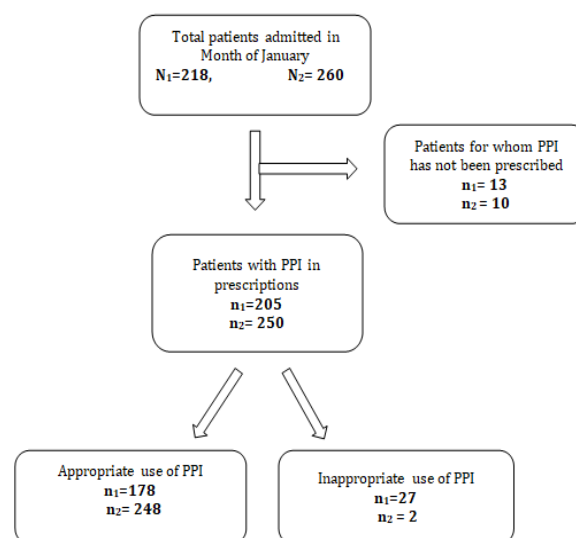 Total patients admitted in
Month of January
N₁=218, N₂= 260
Patients for whom PPI
has not been prescribed
n₁= 13
n₂ = 10
Patients with PPI in
prescriptions
n₁=205
n₂= 250
Appropriate use of PPI
n₁=178
n₂= 248
Inappropriate use of PPI
n₁=27
n₂ = 2